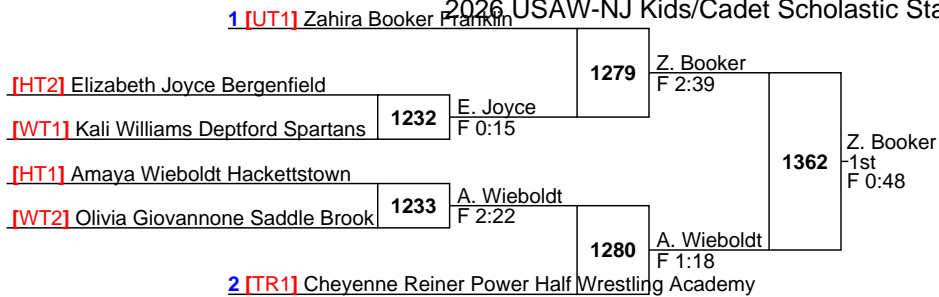 2026 USAW-NJ Kids/Cadet Scholastic Sta
1 [UT1] Zahira Booker Franklin
1279
Z. Booker
F 2:39
[HT2] Elizabeth Joyce Bergenfield
1232
E. Joyce
F 0:15
[WT1] Kali Williams Deptford Spartans
1362
Z. Booker
1st
F 0:48
[HT1] Amaya Wieboldt Hackettstown
1233
A. Wieboldt
F 2:22
[WT2] Olivia Giovannone Saddle Brook
1280
A. Wieboldt
F 1:18
2 [TR1] Cheyenne Reiner Power Half Wrestling Academy